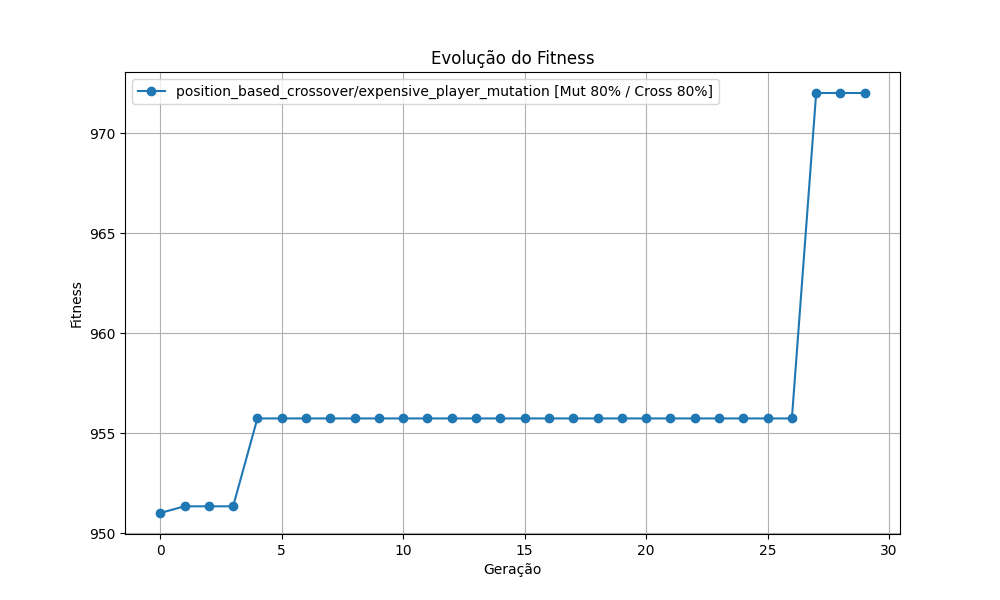 Evolução do Fitness
position_based_crossover/expensive_player_mutation [Mut 80% / Cross 80%]
Fitness
970
965
960
955
950
0 5 10 15 20 25 30
Geração